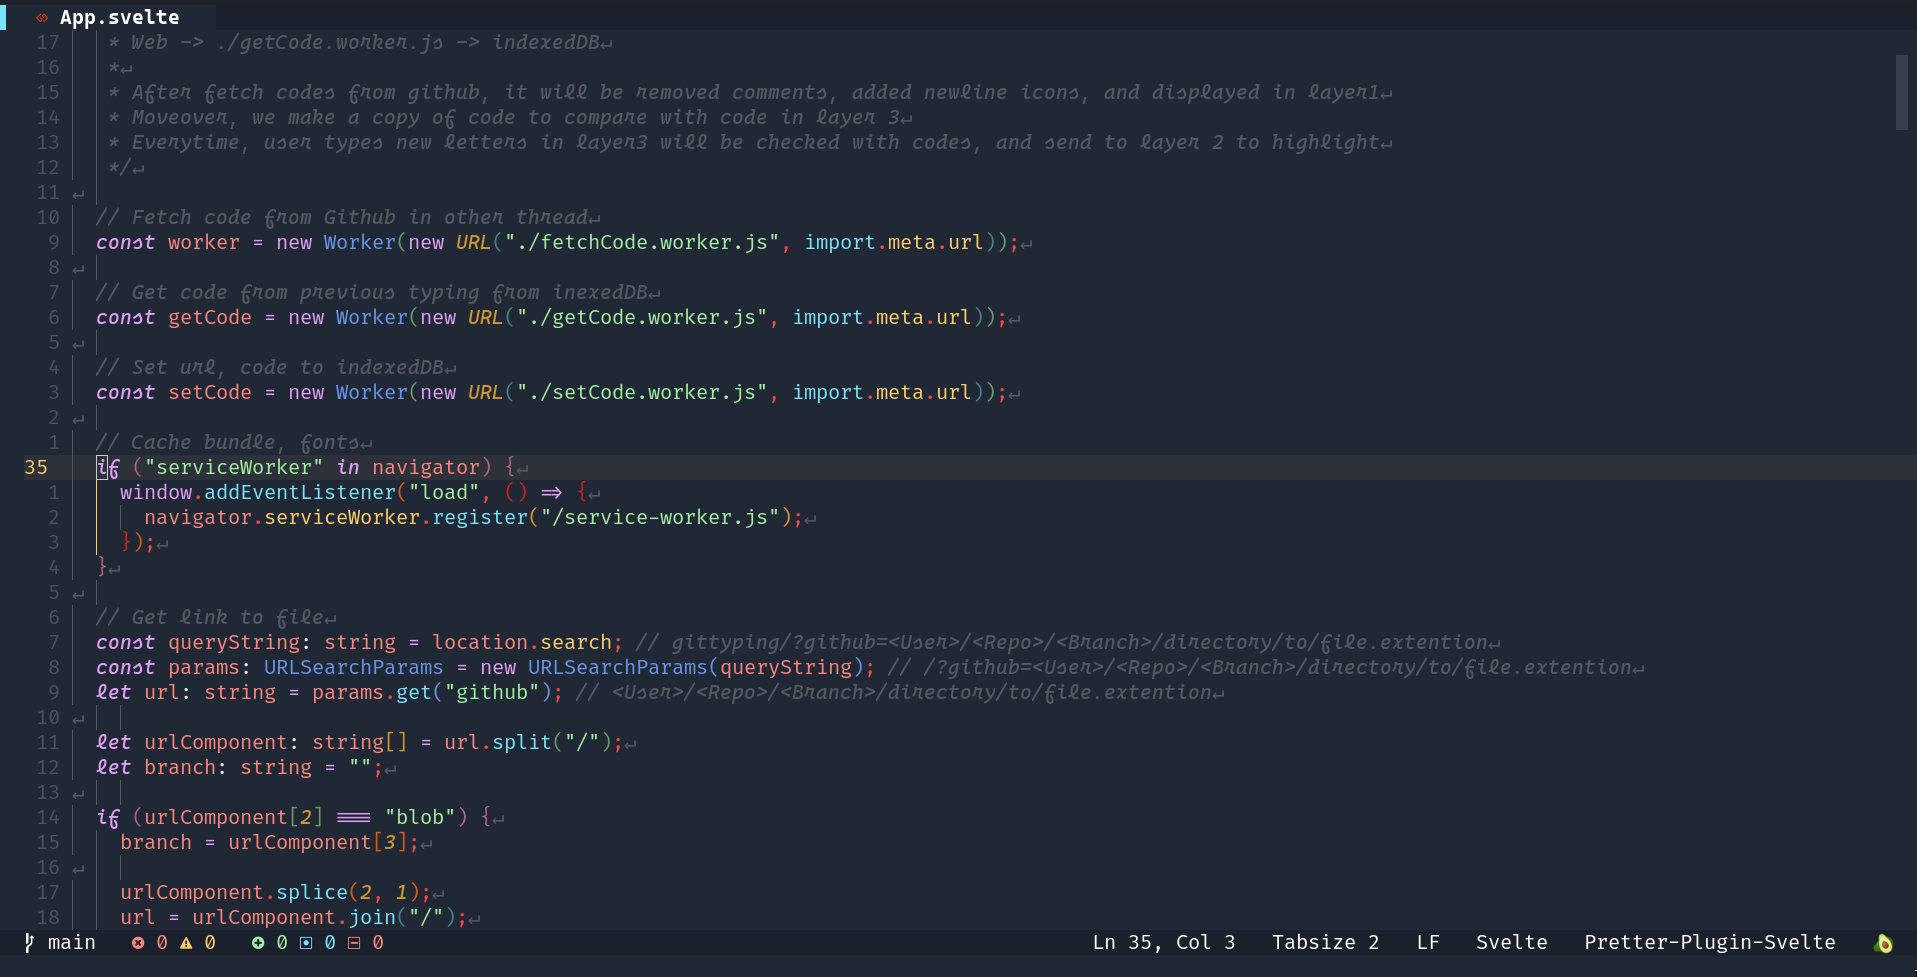 App.svelte
17 * Web -> ./getCode.worker.js -> indexedDB↵
16 *↵
15 * After fetch codes from github, it will be removed comments, added newline icons, and displayed in layer1↵
14 * Moveover, we make a copy of code to compare with code in layer 3↵
13 * Everytime, user types new letters in layer3 will be checked with codes, and send to layer 2 to highlight↵
12 */↵
11 ↵
10 // Fetch code from Github in other thread↵
9 const worker = new Worker(new URL("./fetchCode.worker.js", import.meta.url));↵
8 ↵
7 // Get code from previous typing from inexedDB↵
6 const getCode = new Worker(new URL("./getCode.worker.js", import.meta.url));↵
5 ↵
4 // Set url, code to indexedDB↵
3 const setCode = new Worker(new URL("./setCode.worker.js", import.meta.url));↵
2 ↵
1 // Cache bundle, fonts↵
35 if ("serviceWorker" in navigator) {↵
1 window.addEventListener("load", () => {↵
2 navigator.serviceWorker.register("/service-worker.js");↵
3 });↵
4 }↵
5 ↵
6 // Get link to file↵
7 const queryString: string = location.search; // gittyping/?github=<User>/<Repo>/<Branch>/directory/to/file.extention↵
8 const params: URLSearchParams = new URLSearchParams(queryString); // /?github=<User>/<Repo>/<Branch>/directory/to/file.extention↵
9 let url: string = params.get("github"); // <User>/<Repo>/<Branch>/directory/to/file.extention↵
10 ↵
11 let urlComponent: string[] = url.split("/");↵
12 let branch: string = "";↵
13 ↵
14 if (urlComponent[2] === "blob") {↵
15 branch = urlComponent[3];↵
16 ↵
17 urlComponent.splice(2, 1);↵
18 url = urlComponent.join("/");↵
main 0 0 0 0 0 Ln 35, Col 3 Tabsize 2 LF Svelte Pretter-Plugin-Svelte